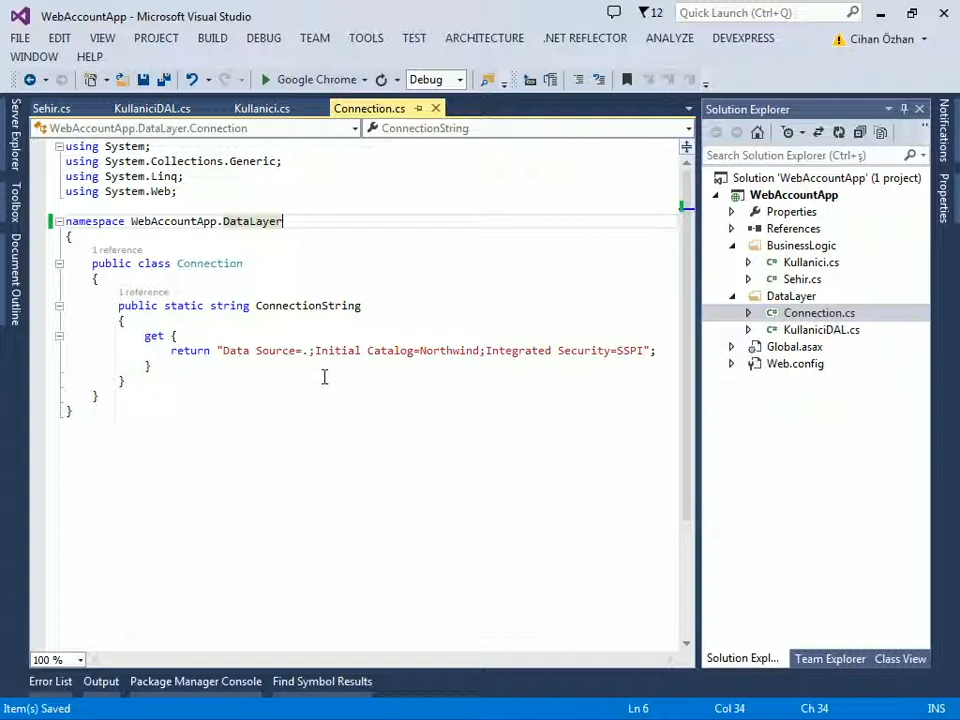 WebAccountApp - Microsoft Visual Studio
12
Quick Launch (Ctrl+Q)
FILE EDIT VIEW PROJECT BUILD DEBUG TEAM TOOLS TEST ARCHITECTURE .NET REFLECTOR ANALYZE DEVEXPRESS
Cihan Özhan
WINDOW HELP
Google Chrome
Debug
Server Explorer
Toolbox
Document Outline
Sehir.cs KullaniciDAL.cs Kullanici.cs Connection.cs
WebAccountApp.DataLayer.Connection
ConnectionString
using System;
using System.Collections.Generic;
using System.Linq;
using System.Web;
namespace WebAccountApp.DataLayer
{
1 reference
public class Connection
{
1 reference
public static string ConnectionString
{
get {
return "Data Source=.;Initial Catalog=Northwind;Integrated Security=SSPI";
}
}
}
}
100 %
Solution Explorer
Search Solution Explorer (Ctrl+ş)
Solution 'WebAccountApp' (1 project)
WebAccountApp
Properties
References
BusinessLogic
C# Kullanici.cs
C# Sehir.cs
DataLayer
C# Connection.cs
C# KullaniciDAL.cs
Global.asax
Web.config
Solution Expl... Team Explorer Class View
Notifications
Properties
Error List Output Package Manager Console Find Symbol Results
Item(s) Saved
Ln 6 Col 34 Ch 34 INS